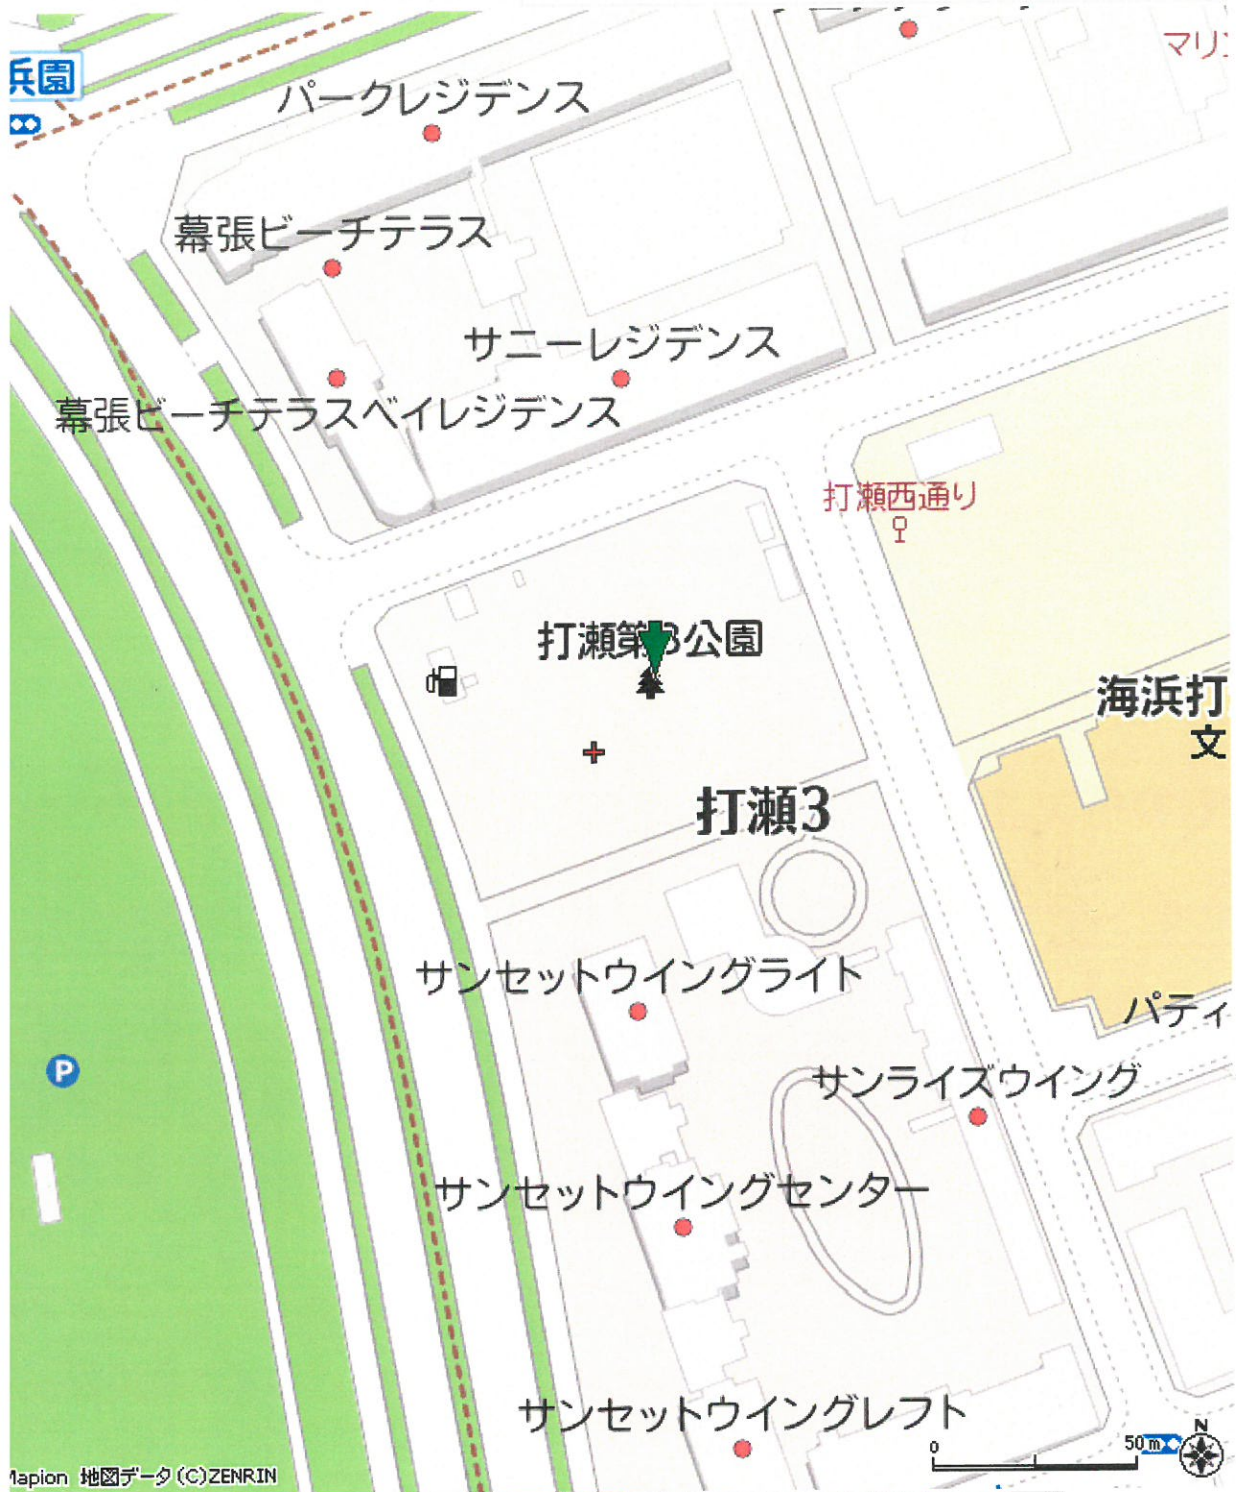 マリ
浜園
パークレジデンス
幕張ビーチテラス
サニーレジデンス
幕張ビーチテラスベイレジデンス
打瀬西通り
打瀬第3公園
海浜打
文
打瀬3
サンセットウイングライト
パティ
P
サンライズウイング
サンセットウイングセンター
サンセットウイングレフト
N
0
50m
Mapion 地図データ(C)ZENRIN